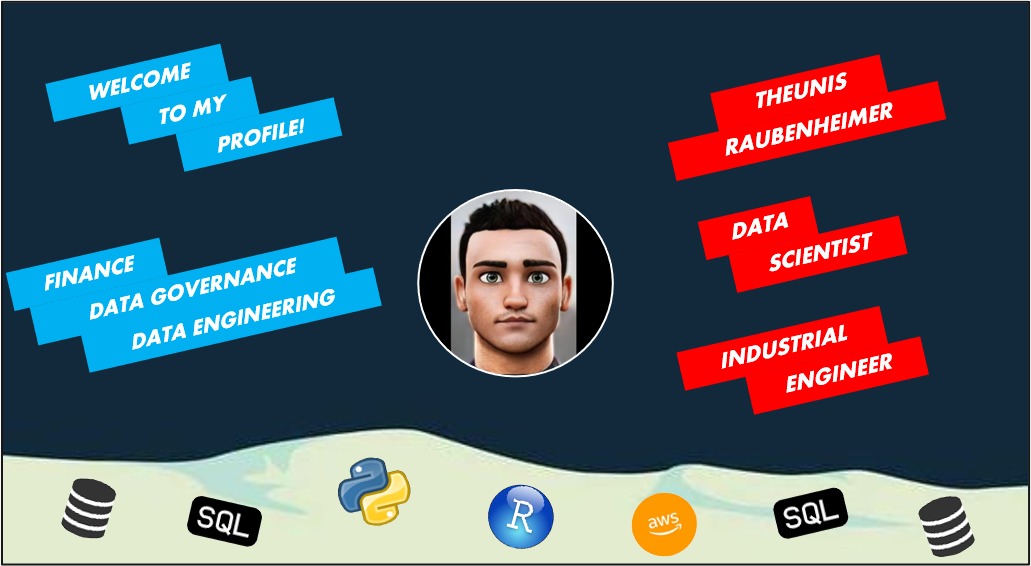 WELCOME
TO MY
PROFILE!
FINANCE
DATA GOVERNANCE
DATA ENGINEERING
THEUNIS
RAUBENHEIMER
DATA
SCIENTIST
INDUSTRIAL
ENGINEER
SQL
R
aws
SQL